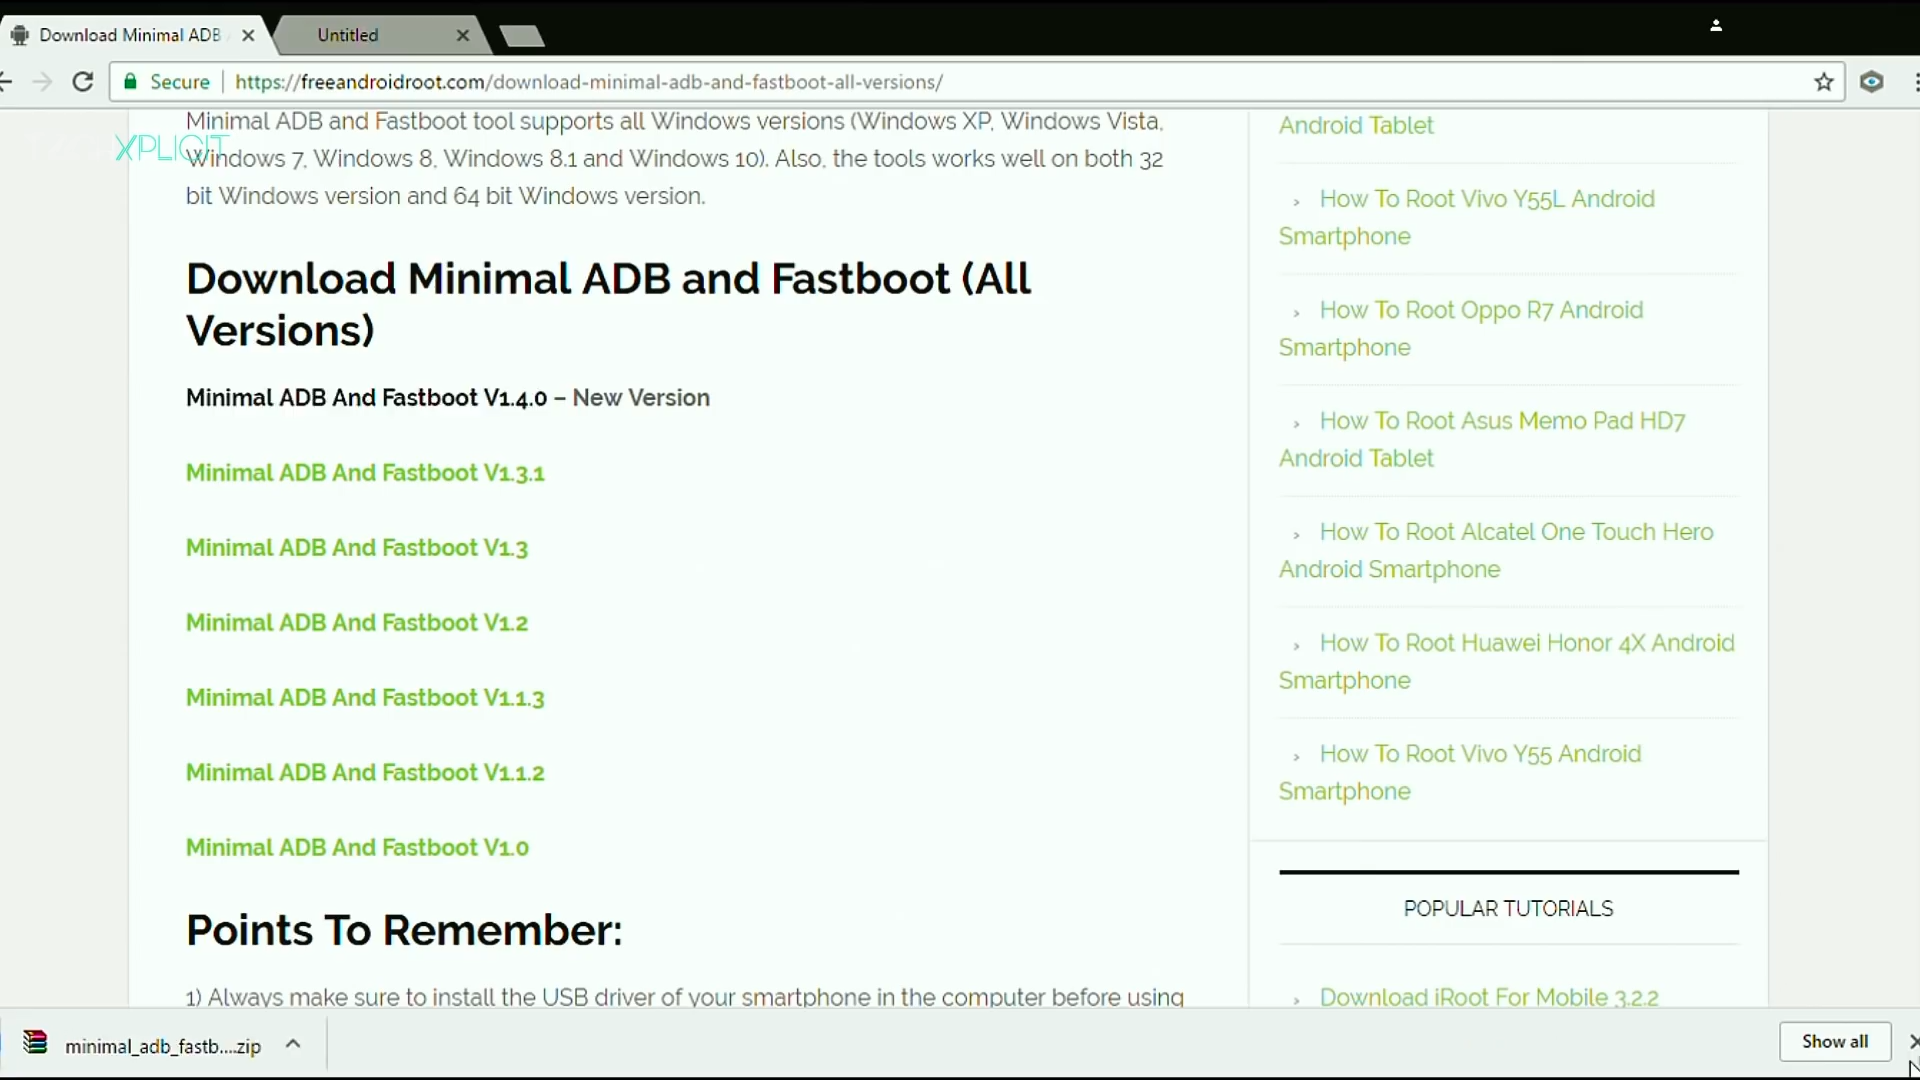 Download Minimal ADB
Untitled
Secure
https://freeandroidroot.com/download-minimal-adb-and-fastboot-all-versions/
XPLICIT
Minimal ADB and Fastboot tool supports all Windows versions (Windows XP, Windows Vista,
Windows 7, Windows 8, Windows 8.1 and Windows 10). Also, the tools works well on both 32
bit Windows version and 64 bit Windows version.
Download Minimal ADB and Fastboot (All
Versions)
Minimal ADB And Fastboot V1.4.0 – New Version
Minimal ADB And Fastboot V1.3.1
Minimal ADB And Fastboot V1.3
Minimal ADB And Fastboot V1.2
Minimal ADB And Fastboot V1.1.3
Minimal ADB And Fastboot V1.1.2
Minimal ADB And Fastboot V1.0
Points To Remember:
1) Always make sure to install the USB driver of your smartphone in the computer before using
Android Tablet
How To Root Vivo Y55L Android
Smartphone
How To Root Oppo R7 Android
Smartphone
How To Root Asus Memo Pad HD7
Android Tablet
How To Root Alcatel One Touch Hero
Android Smartphone
How To Root Huawei Honor 4X Android
Smartphone
How To Root Vivo Y55 Android
Smartphone
POPULAR TUTORIALS
Download iRoot For Mobile 3.2.2
minimal_adb_fastb....zip
Show all